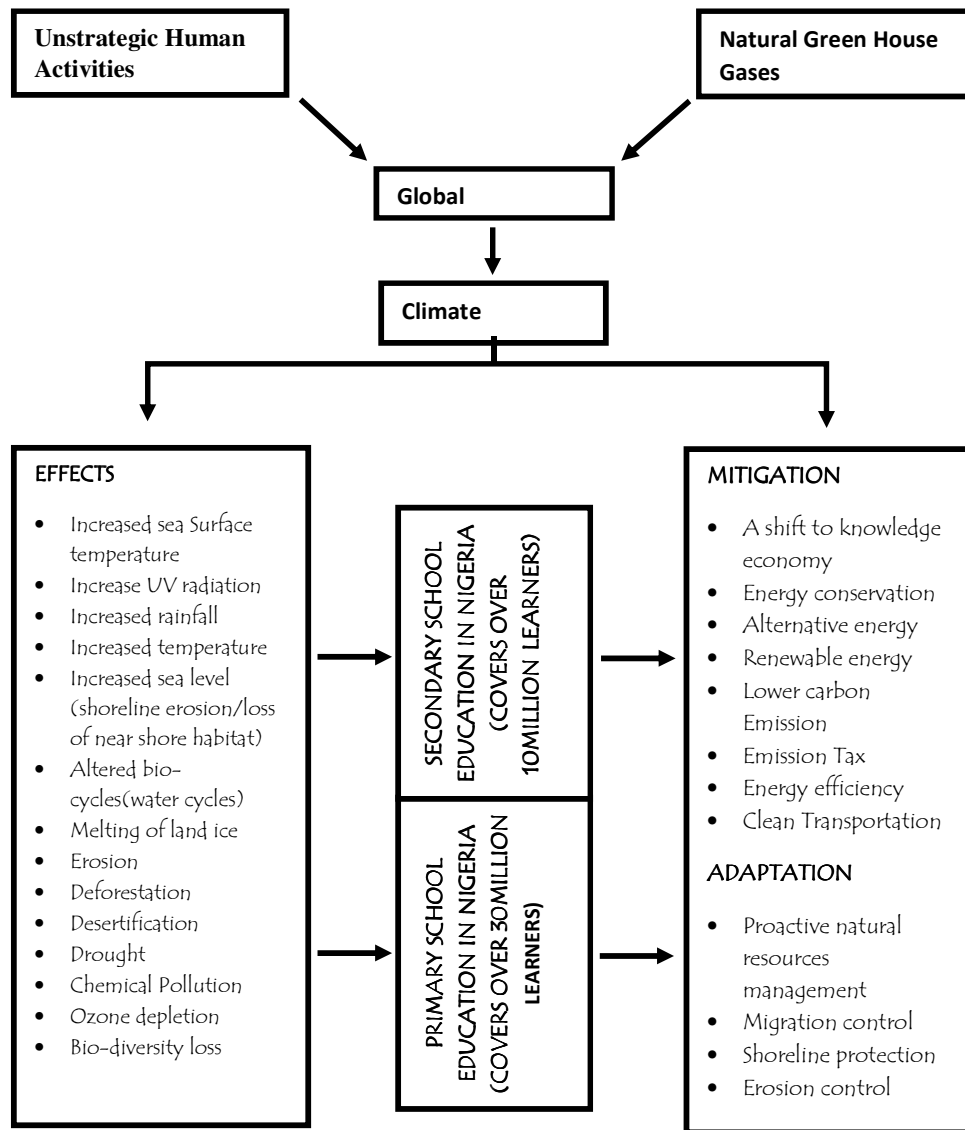 Unstrategic Human
Activities
Natural Green House
Gases
Global
Climate
EFFECTS
• Increased sea Surface
temperature
• Increase UV radiation
• Increased rainfall
• Increased temperature
• Increased sea level
(shoreline erosion/loss
of near shore habitat)
• Altered bio-
cycles(water cycles)
• Melting of land ice
• Erosion
• Deforestation
• Desertification
• Drought
• Chemical Pollution
• Ozone depletion
• Bio-diversity loss
SECONDARY SCHOOL
EDUCATION IN NIGERIA
(COVERS OVER
10MILLION LEARNERS)
PRIMARY SCHOOL
EDUCATION IN NIGERIA
(COVERS OVER 30MILLION
LEARNERS)
MITIGATION
• A shift to knowledge
economy
• Energy conservation
• Alternative energy
• Renewable energy
• Lower carbon
Emission
• Emission Tax
• Energy efficiency
• Clean Transportation
ADAPTATION
• Proactive natural
resources
management
• Migration control
• Shoreline protection
• Erosion control